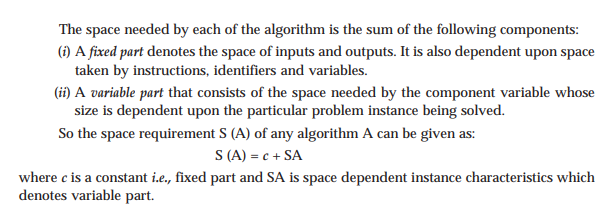 The space needed by each of the algorithm is the sum of the following components:
(i) A fixed part denotes the space of inputs and outputs. It is also dependent upon space
taken by instructions, identifiers and variables.
(ii) A variable part that consists of the space needed by the component variable whose
size is dependent upon the particular problem instance being solved.
So the space requirement S (A) of any algorithm A can be given as:
S (A) = c + SA
where c is a constant i.e., fixed part and SA is space dependent instance characteristics which
denotes variable part.